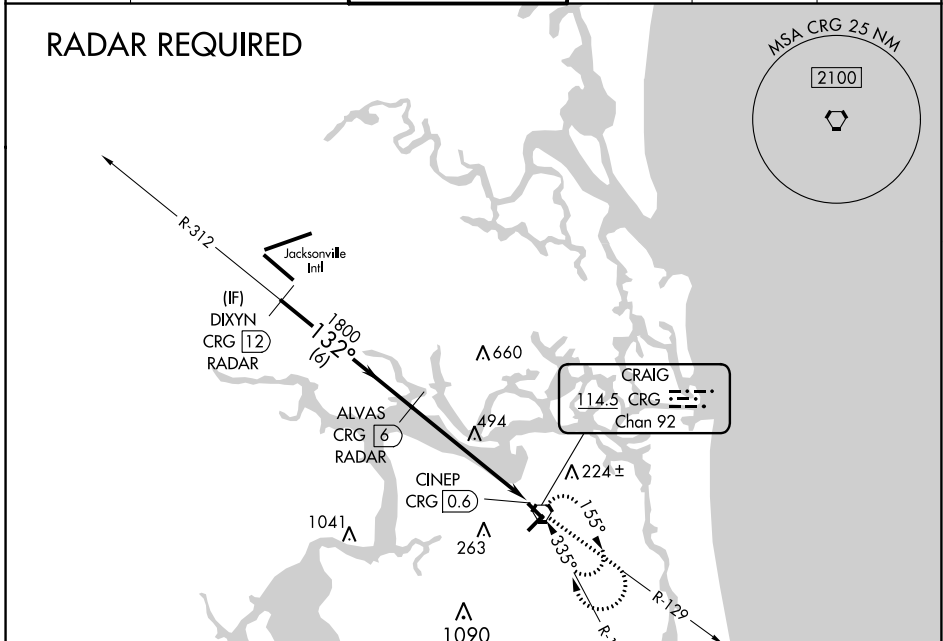 RADAR REQUIRED
MSA CRG 25 NM
2100
R-312
Jacksonville
Intl
(IF)
DIXYN
CRG 12
RADAR
1800
132°
(6)
660
CRAIG
114.5 CRG
Chan 92
ALVAS
CRG 6
RADAR
494
CINEP
CRG 0.6
224 ±
155°
1041
263
335°
R-129
1090